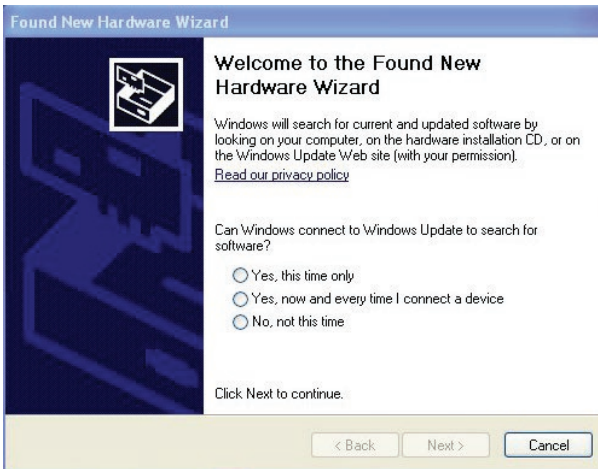 Found New Hardware Wizard
Welcome to the Found New
Hardware Wizard
Windows will search for current and updated software by
looking on your computer, on the hardware installation CD, or on
the Windows Update Web site (with your permission).
Read our privacy policy
Can Windows connect to Windows Update to search for
software?
Yes, this time only
Yes, now and every time I connect a device
No, not this time
Click Next to continue.
< Back
Next >
Cancel